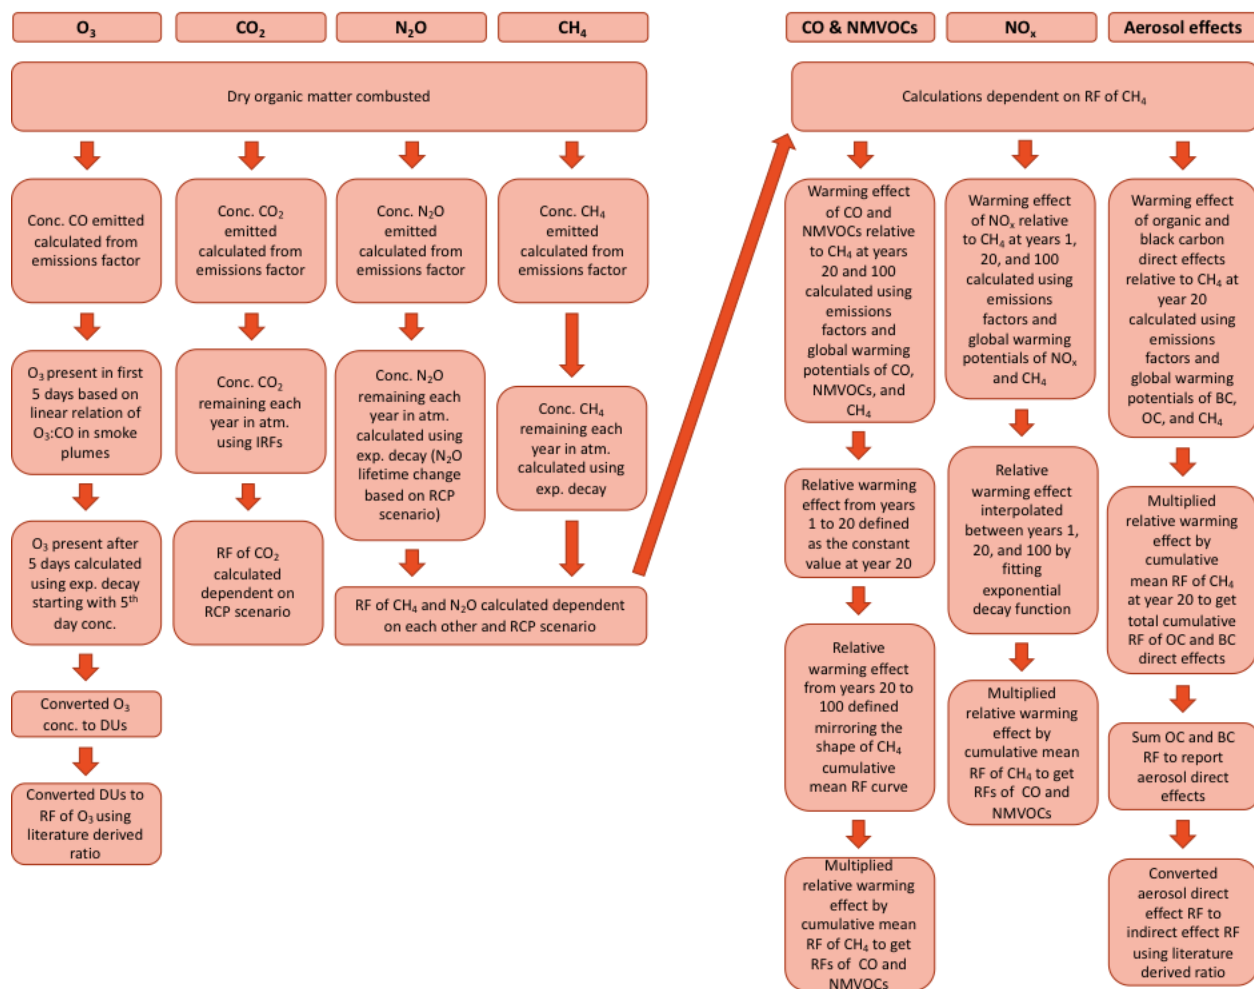 O₃
CO₂
N₂O
CH₄
CO & NMVOCs
NOₓ
Aerosol effects
Dry organic matter combusted
Calculations dependent on RF of CH₄
Conc. CO emitted
calculated from
emissions factor
Conc. CO₂
emitted
calculated from
emissions factor
Conc. N₂O
emitted
calculated from
emissions factor
Conc. CH₄
emitted
calculated from
emissions factor
O₃ present in first
5 days based on
linear relation of
O₃:CO in smoke
plumes
Conc. CO₂
remaining each
year in atm.
using IRFs
Conc. N₂O
remaining each
year in atm.
calculated using
exp. decay (N₂O
lifetime change
based on RCP
scenario)
Conc. CH₄
remaining each
year in atm.
calculated using
exp. decay
O₃ present after
5 days calculated
using exp. decay
starting with 5th
day conc.
RF of CO₂
calculated
dependent on
RCP scenario
RF of CH₄ and N₂O calculated dependent
on each other and RCP scenario
Converted O₃
conc. to DUs
Converted DUs to
RF of O₃ using
literature derived
ratio
Warming effect
of CO and
NMVOCs relative
to CH₄ at years
20 and 100
calculated using
emissions
factors and
global warming
potentials of CO,
NMVOCs, and
CH₄
Relative warming
effect from years
1 to 20 defined
as the constant
value at year 20
Relative
warming effect
from years 20 to
100 defined
mirroring the
shape of CH₄
cumulative
mean RF curve
Multiplied
relative warming
effect by
cumulative mean
RF of CH₄ to get
RFs of CO and
NMVOCs
Warming effect
of NOₓ relative
to CH₄ at years 1,
20, and 100
calculated using
emissions
factors and
global warming
potentials of NOₓ
and CH₄
Relative
warming effect
interpolated
between years 1,
20, and 100 by
fitting
exponential
decay function
Multiplied
relative warming
effect by
cumulative mean
RF of CH₄ to get
RFs of CO and
NMVOCs
Warming effect
of organic and
black carbon
direct effects
relative to CH₄ at
year 20
calculated using
emissions
factors and
global warming
potentials of BC,
OC, and CH₄
Multiplied
relative warming
effect by
cumulative
mean RF of CH₄
at year 20 to get
total cumulative
RF of OC and BC
direct effects
Sum OC and BC
RF to report
aerosol direct
effects
Converted
aerosol direct
effect RF to
indirect effect RF
using literature
derived ratio